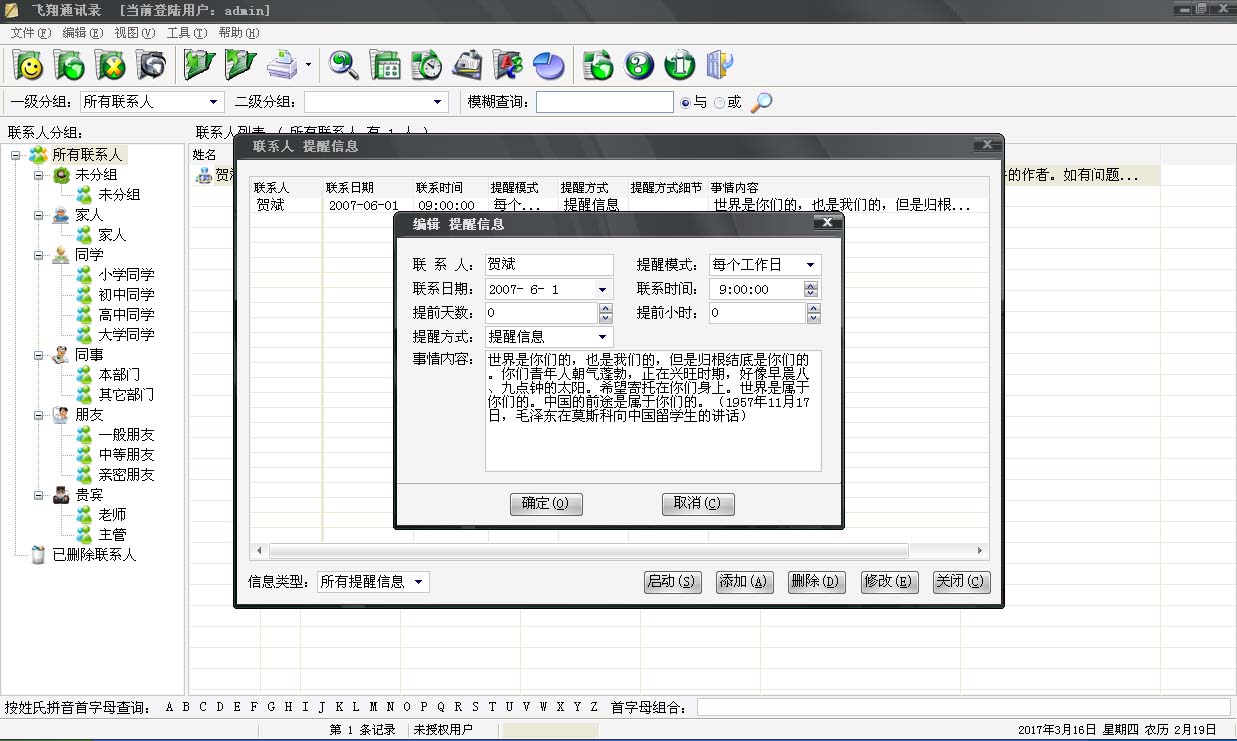 飞翔通讯录 [当前登陆用户: admin]
文件(F) 编辑(E) 视图(V) 工具(T) 帮助(H)
一级分组: 所有联系人 二级分组: 模糊查询: 与 或
联系人分组:
联系人列表 ( 所有联系人 有 1 人 )
所有联系人
未分组
未分组
家人
家人
同学
小学同学
初中同学
高中同学
大学同学
同事
本部门
其它部门
朋友
一般朋友
中等朋友
亲密朋友
贵宾
老师
主管
已删除联系人
姓名
贺
的作者。如有问题...
联系人 提醒信息
联系人 联系日期 联系时间 提醒模式 提醒方式 提醒方式细节 事情内容
贺斌 2007-06-01 09:00:00 每个... 提醒信息 世界是你们的，也是我们的，但是归根...
编辑 提醒信息
联 系 人: 贺斌 提醒模式: 每个工作日
联系日期: 2007- 6- 1 联系时间: 9:00:00
提前天数: 0 提前小时: 0
提醒方式: 提醒信息
事情内容: 世界是你们的，也是我们的，但是归根结底是你们的
。你们青年人朝气蓬勃，正在兴旺时期，好像早晨八
、九点钟的太阳。希望寄托在你们身上。世界是属于
你们的。中国的前途是属于你们的。（1957年11月17
日，毛泽东在莫斯科向中国留学生的讲话）
确定(O) 取消(C)
信息类型: 所有提醒信息 启动(S) 添加(A) 删除(D) 修改(E) 关闭(C)
按姓氏拼音首字母查询: A B C D E F G H I J K L M N O P Q R S T U V W X Y Z 首字母组合:
第 1 条记录 未授权用户 2017年3月16日 星期四 农历 2月19日